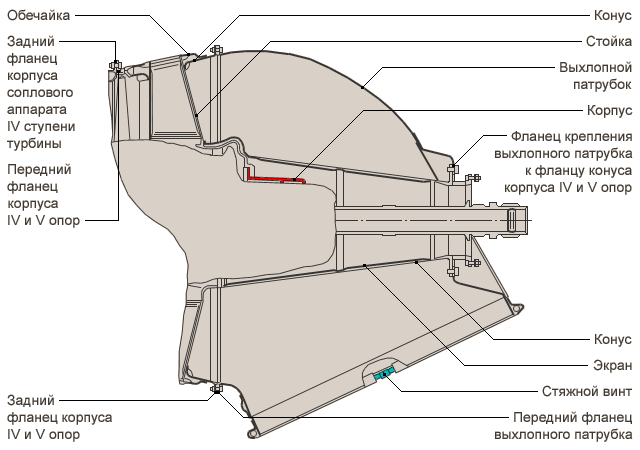 Обечайка
Задний
фланец
корпуса
соплового
аппарата
IV ступени
турбины
Передний
фланец
корпуса
IV и V опор
Задний
фланец корпуса
IV и V опор
Конус
Стойка
Выхлопной
патрубок
Корпус
Фланец крепления
выхлопного патрубка
к фланцу конуса
корпуса IV и V опор
Конус
Экран
Стяжной винт
Передний фланец
выхлопного патрубка